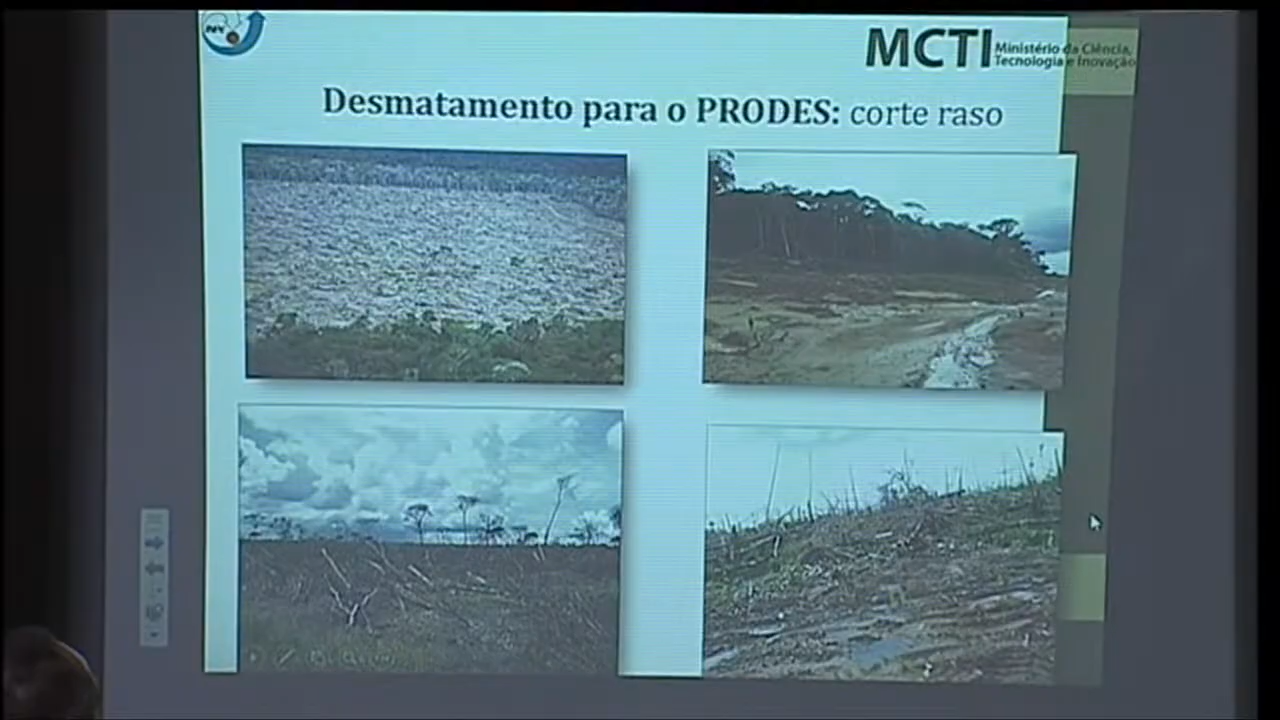 MCTI
Ministério da Ciência,
Tecnologia e Inovação
Desmatamento para o PRODES: corte raso